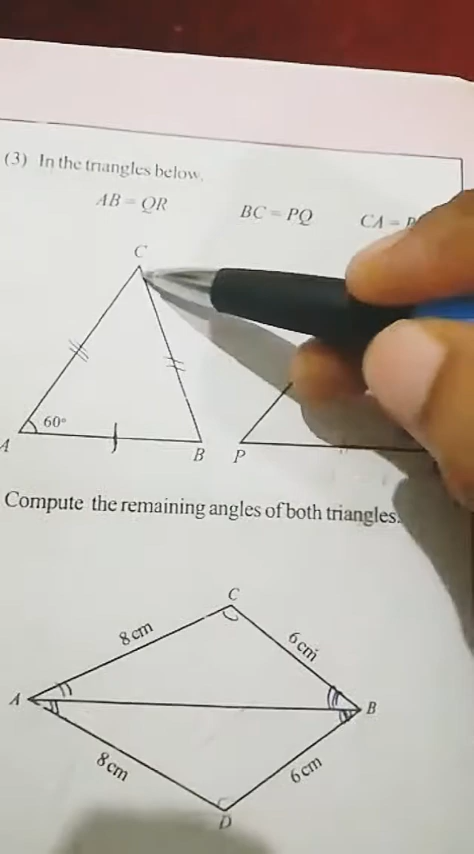 (3) In the triangles below,
AB = QR BC = PQ CA =
C
60°
A B P
Compute the remaining angles of both triangles.
C
8 cm 6 cm
A B
8 cm 6 cm
D